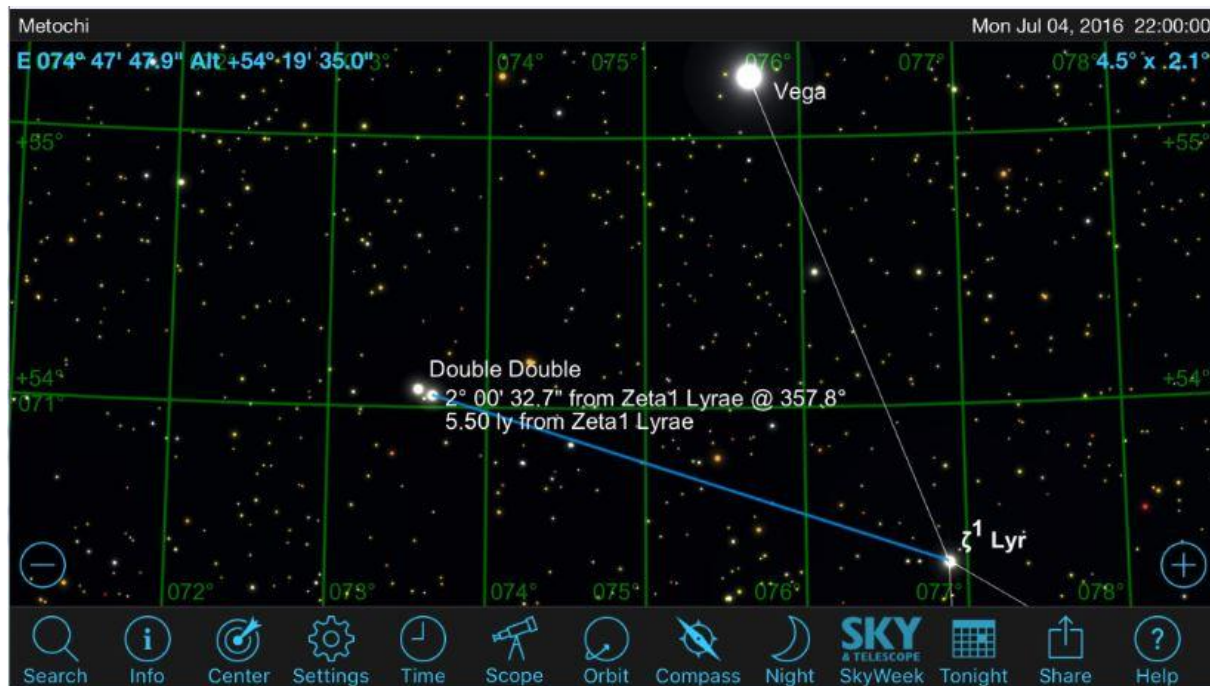 Metochi
Mon Jul 04, 2016 22:00:00
E 074° 47' 47.9" Alt +54° 19' 35.0"
074°
075°
076°
077°
078°
4.5° x 2.1°
Vega
+55°
+55°
Double Double
+54°
+54°
071°
2° 00' 32.7" from Zeta1 Lyrae @ 357.8°
5.50 ly from Zeta1 Lyrae
ζ1 Lyr
072°
073°
074°
075°
076°
077°
078°
Search
Info
Center
Settings
Time
Scope
Orbit
Compass
Night
SKY
& TELESCOPE
SkyWeek
Tonight
Share
Help